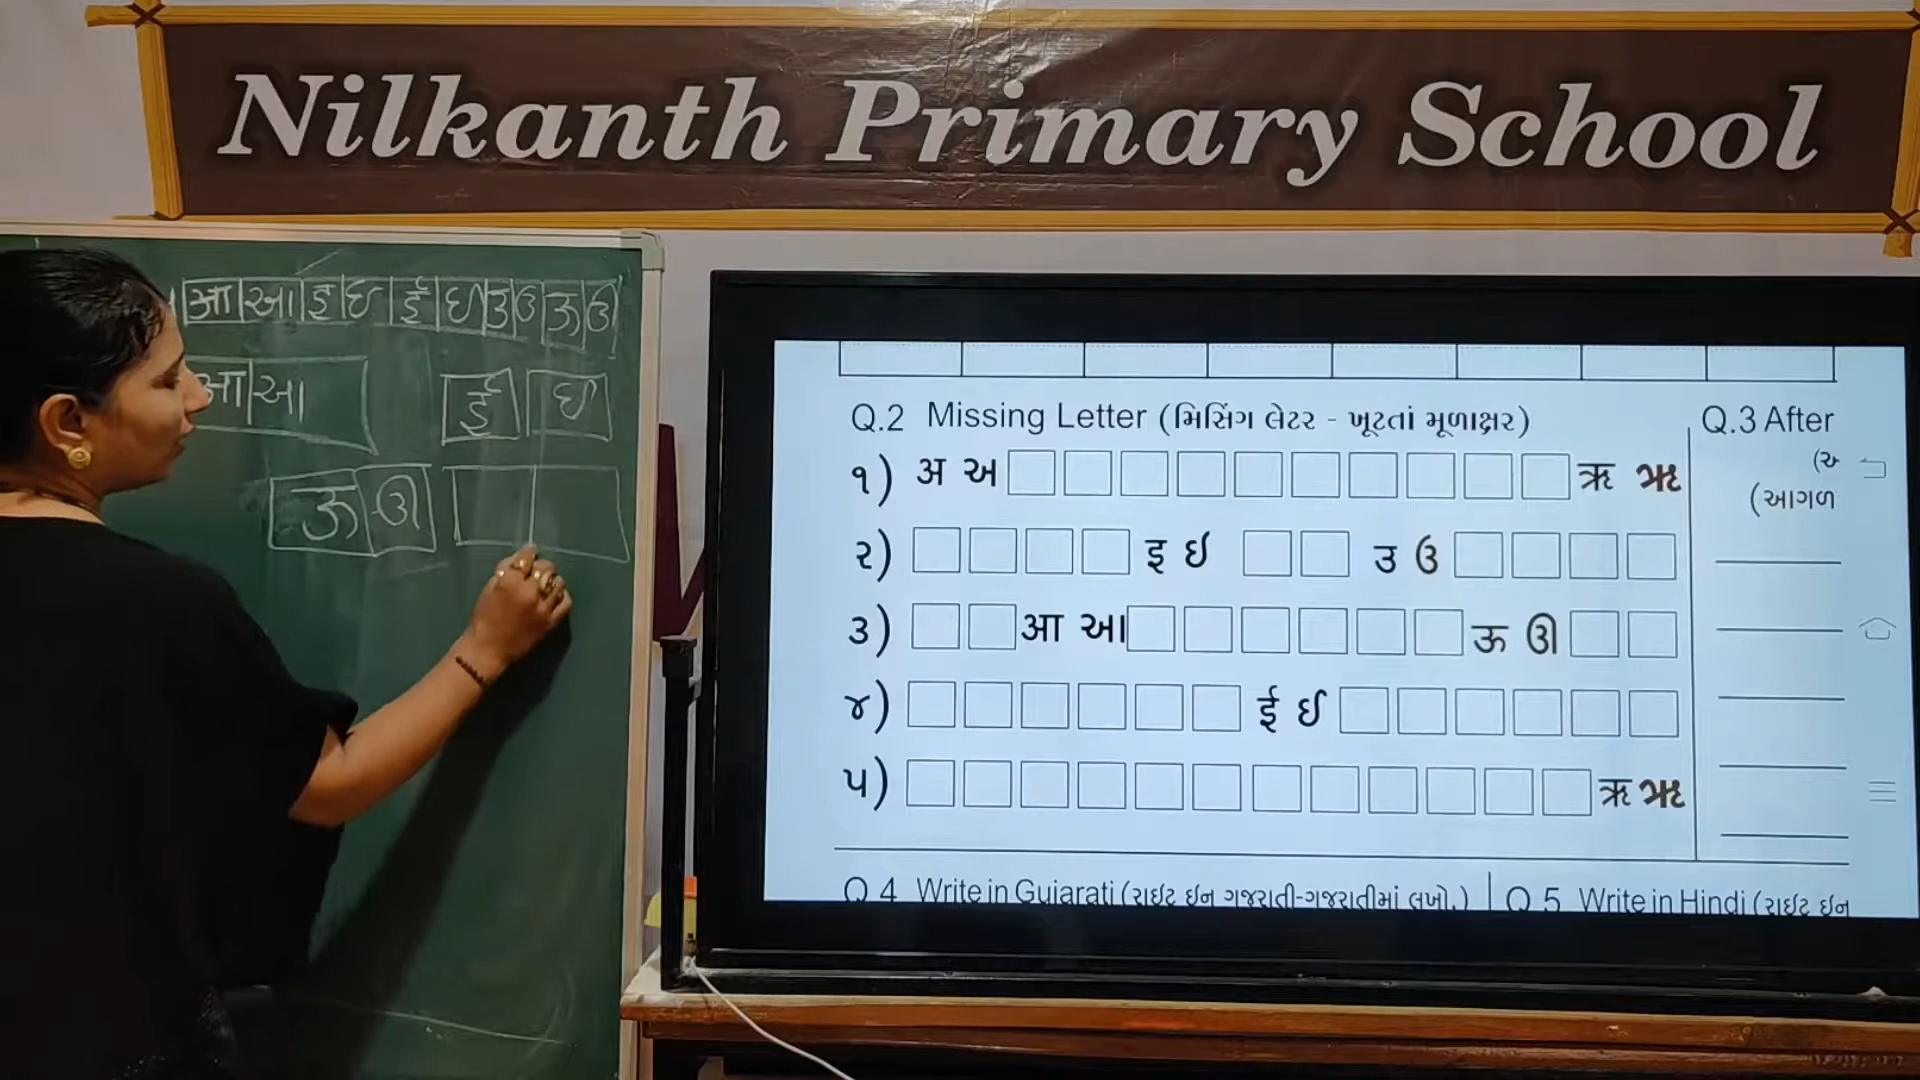 Nilkanth Primary School
आ આ इ ઇ ई ઈ उ ઉ ऊ ઊ
आ આ ई ઈ
ऊ ઊ
Q.2 Missing Letter (મિસિંગ લેટર - ખૂટતાં મૂળાક્ષર)
૧) अ અ ऋ ઋ
૨) इ ઇ उ ઉ
૩) आ આ ऊ ઊ
૪) ई ઈ
૫) ऋ ઋ
Q.3 After
(આગળ
Q 4 Write in Gujarati (રાઇટ ઇન ગુજરાતી-ગુજરાતીમાં લખો.)
Q 5 Write in Hindi (રાઇટ ઇન